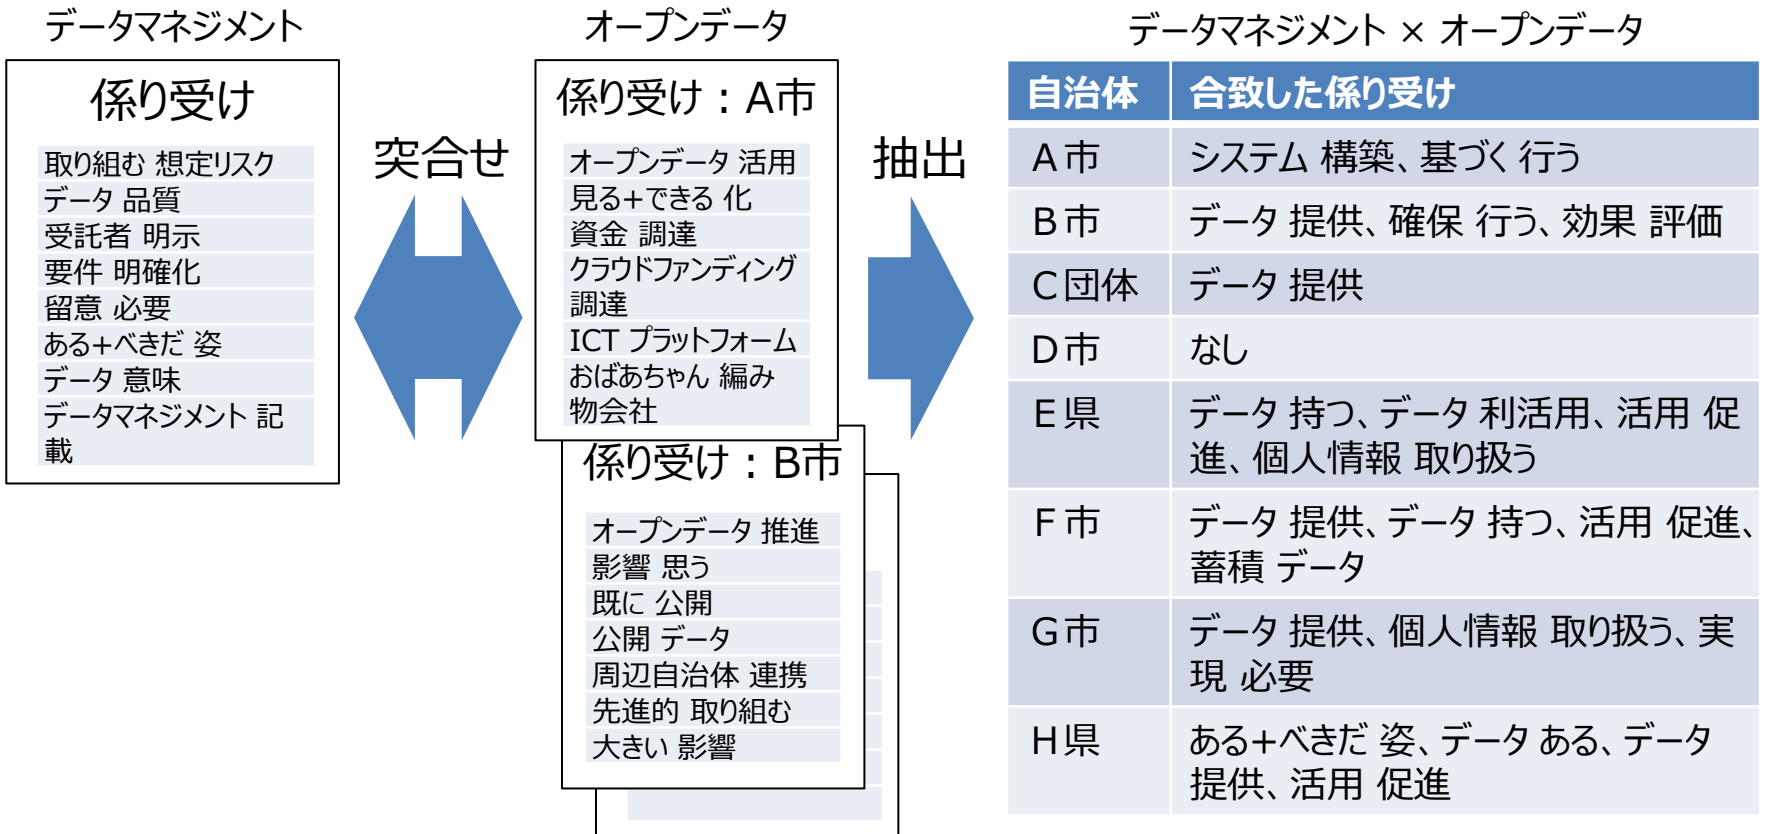 データマネジメント
係り受け
取り組む 想定リスク
データ 品質
受託者 明示
要件 明確化
留意 必要
ある+べきだ 姿
データ 意味
データマネジメント 記
載
突合せ
オープンデータ
係り受け：A市
オープンデータ 活用
見る+できる 化
資金 調達
クラウドファンディング
調達
ICT プラットフォーム
おばあちゃん 編み
物会社
係り受け：B市
オープンデータ 推進
影響 思う
既に 公開
公開 データ
周辺自治体 連携
先進的 取り組む
大きい 影響
抽出
データマネジメント × オープンデータ
自治体 合致した係り受け
A市 システム 構築、基づく 行う
B市 データ 提供、確保 行う、効果 評価
C団体 データ 提供
D市 なし
E県 データ 持つ、データ 利活用、活用 促
進、個人情報 取り扱う
F市 データ 提供、データ 持つ、活用 促進、
蓄積 データ
G市 データ 提供、個人情報 取り扱う、実
現 必要
H県 ある+べきだ 姿、データ ある、データ
提供、活用 促進